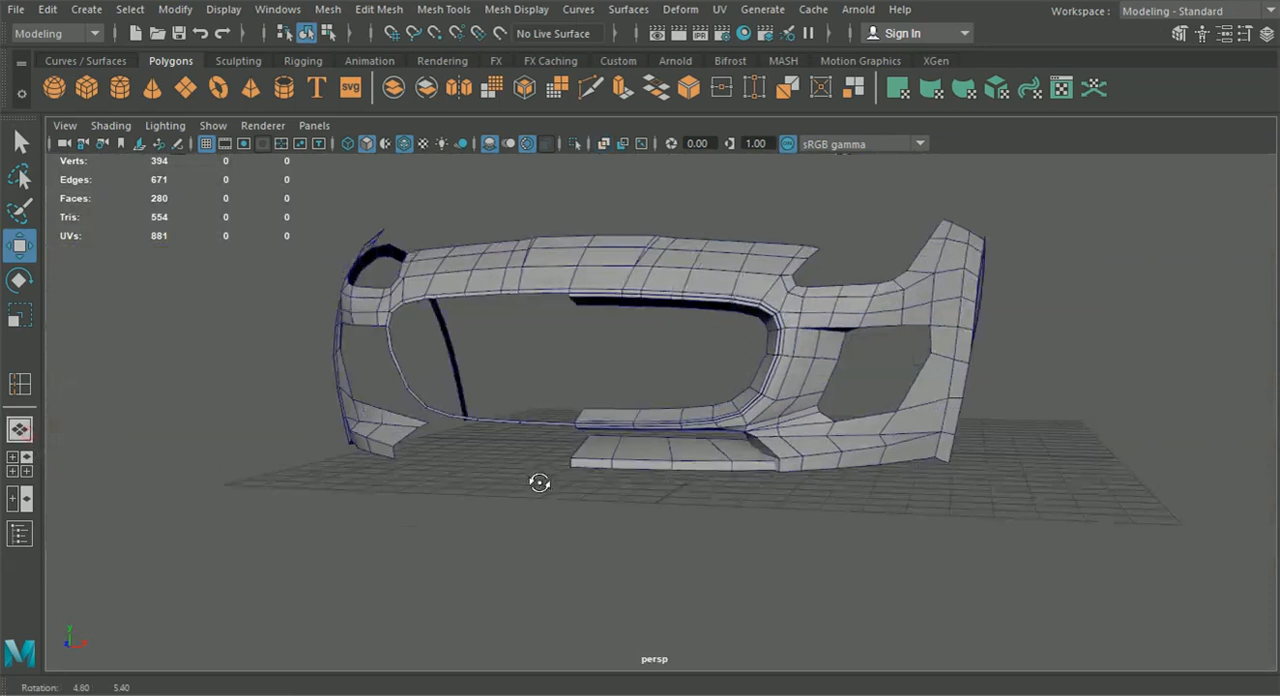 File Edit Create Select Modify Display Windows Mesh Edit Mesh Mesh Tools Mesh Display Curves Surfaces Deform UV Generate Cache Arnold Help Workspace : Modeling - Standard
Modeling No Live Surface Sign In
Curves / Surfaces Polygons Sculpting Rigging Animation Rendering FX FX Caching Custom Arnold Bifrost MASH Motion Graphics XGen
T SVG
View Shading Lighting Show Renderer Panels
0.00 1.00 sRGB gamma
Verts: 394 0 0
Edges: 671 0 0
Faces: 280 0 0
Tris: 554 0 0
UVs: 881 0 0
persp
Rotation: 4.80 5.40